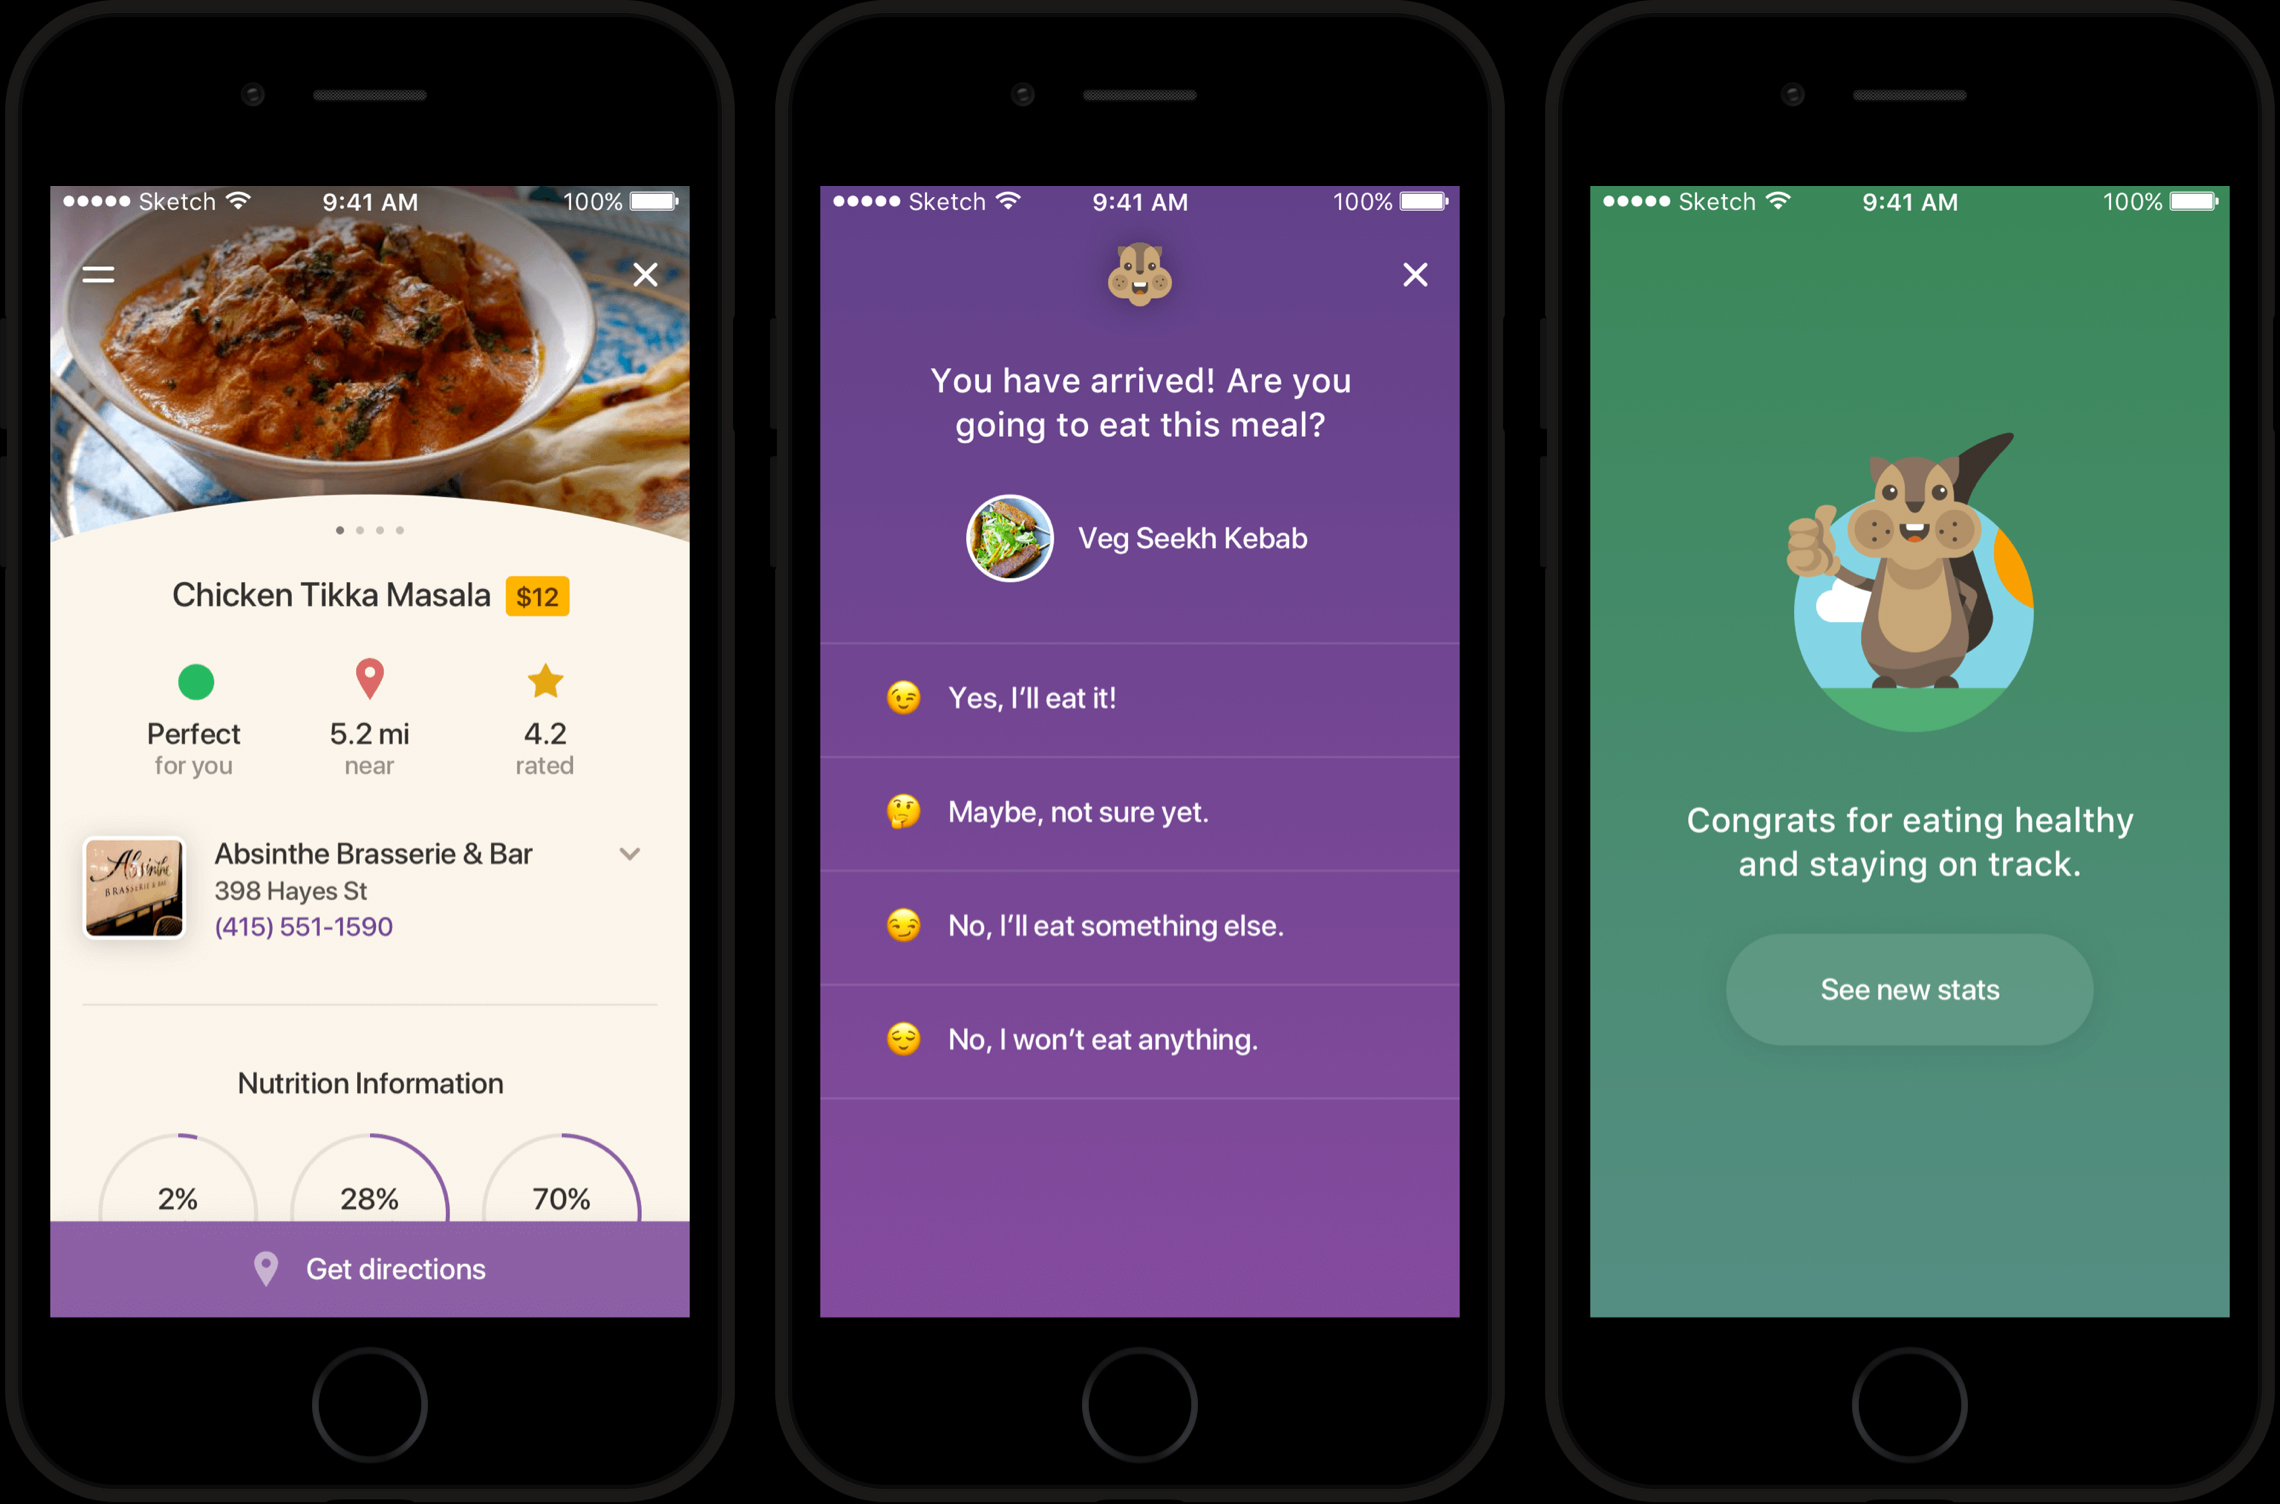 Sketch 9:41 AM 100%
Chicken Tikka Masala $12
Perfect 5.2 mi 4.2
for you near rated
Absinthe
BRASSERIE & BAR
Absinthe Brasserie & Bar
398 Hayes St
(415) 551-1590
Nutrition Information
2% 28% 70%
Get directions
Sketch 9:41 AM 100%
You have arrived! Are you
going to eat this meal?
Veg Seekh Kebab
Yes, I’ll eat it!
Maybe, not sure yet.
No, I’ll eat something else.
No, I won’t eat anything.
Sketch 9:41 AM 100%
Congrats for eating healthy
and staying on track.
See new stats